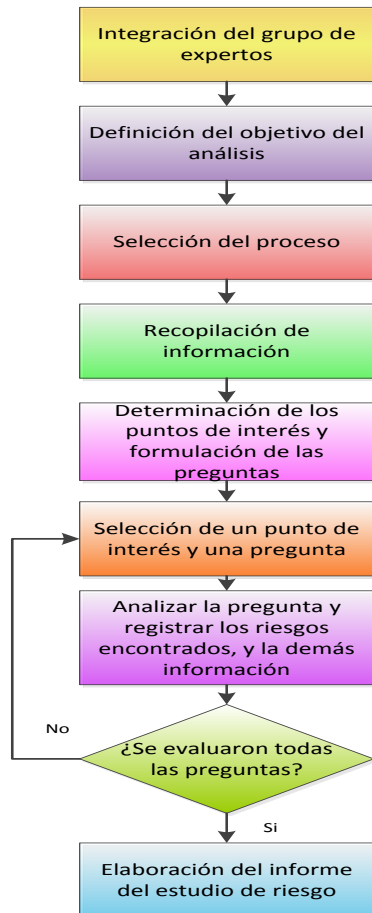 Integración del grupo de
expertos
Definición del objetivo del
análisis
Selección del proceso
Recopilación de
información
Determinación de los
puntos de interés y
formulación de las
preguntas
Selección de un punto de
interés y una pregunta
Analizar la pregunta y
registrar los riesgos
encontrados, y la demás
información
No
¿Se evaluaron todas
las preguntas?
Si
Elaboración del informe
del estudio de riesgo